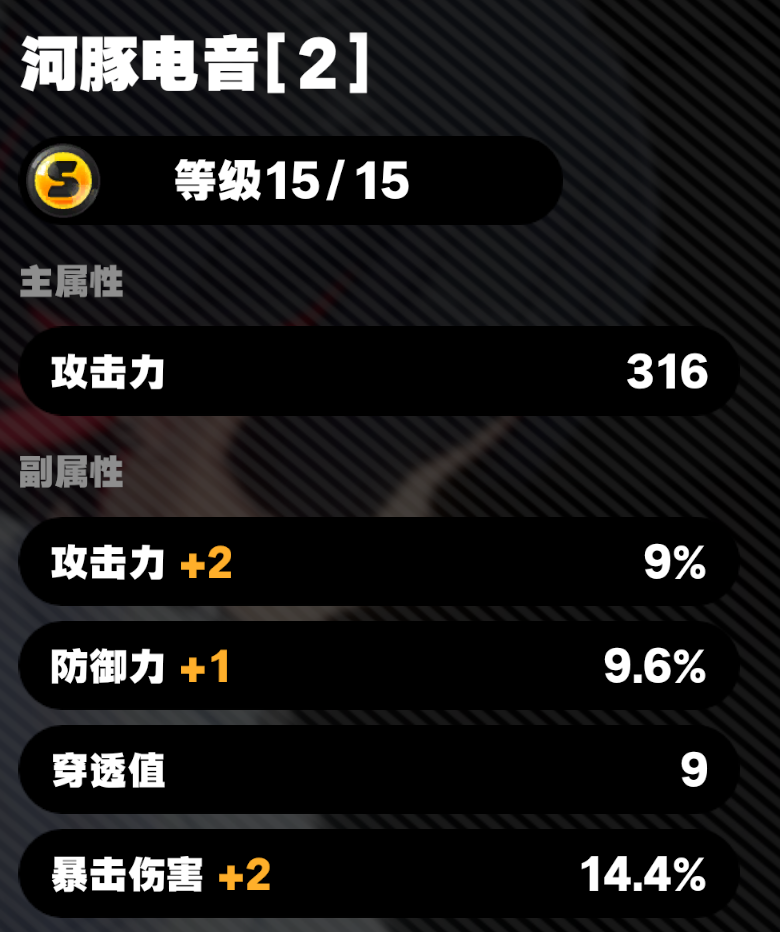 河豚电音[2]
S 等级15/15
主属性
攻击力 316
副属性
攻击力 +2 9%
防御力 +1 9.6%
穿透值 9
暴击伤害 +2 14.4%